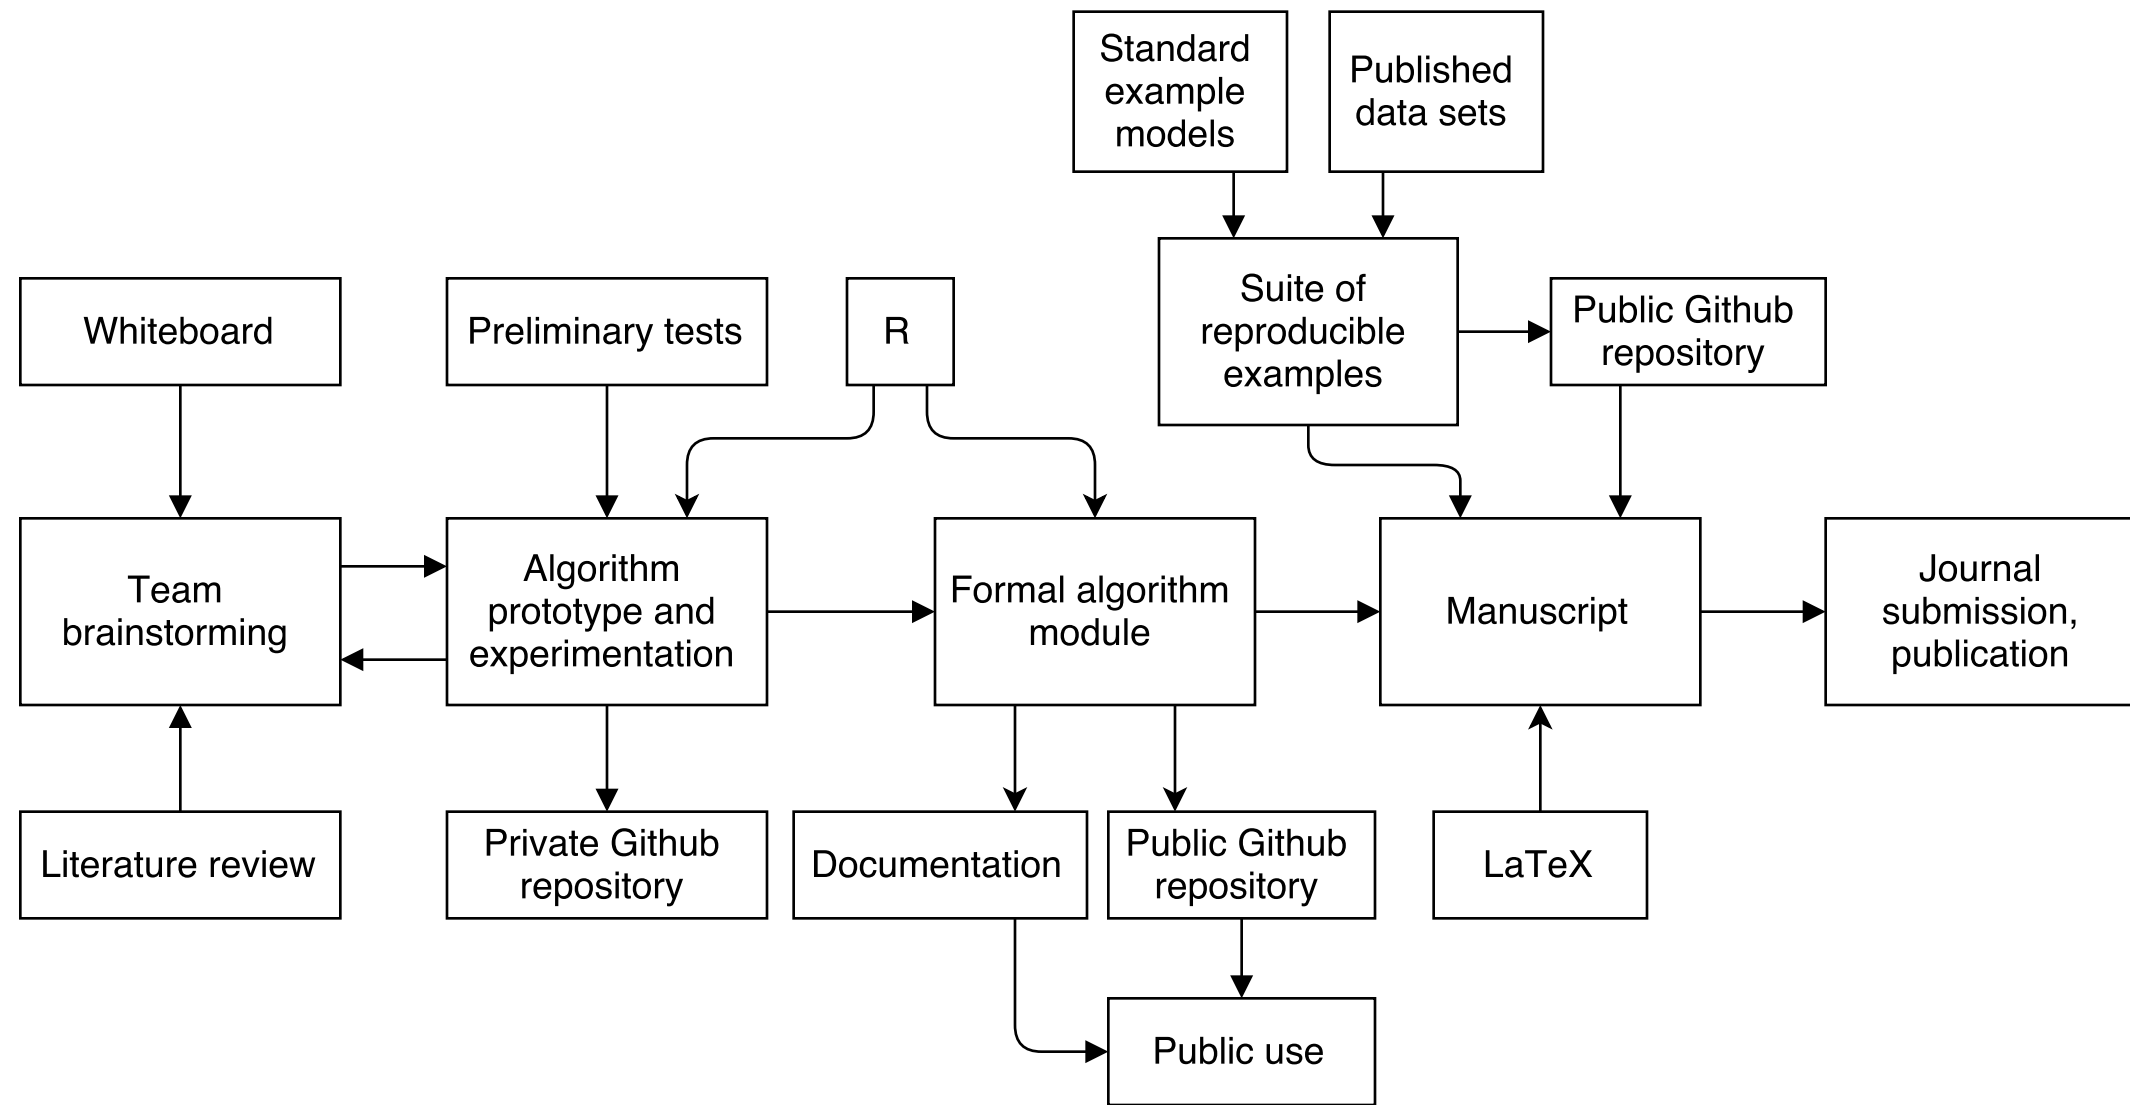 Standard
example
models
Published
data sets
Whiteboard
Preliminary tests
R
Suite of
reproducible
examples
Public Github
repository
Team
brainstorming
Algorithm
prototype and
experimentation
Formal algorithm
module
Manuscript
Journal
submission,
publication
Literature review
Private Github
repository
Documentation
Public Github
repository
LaTeX
Public use